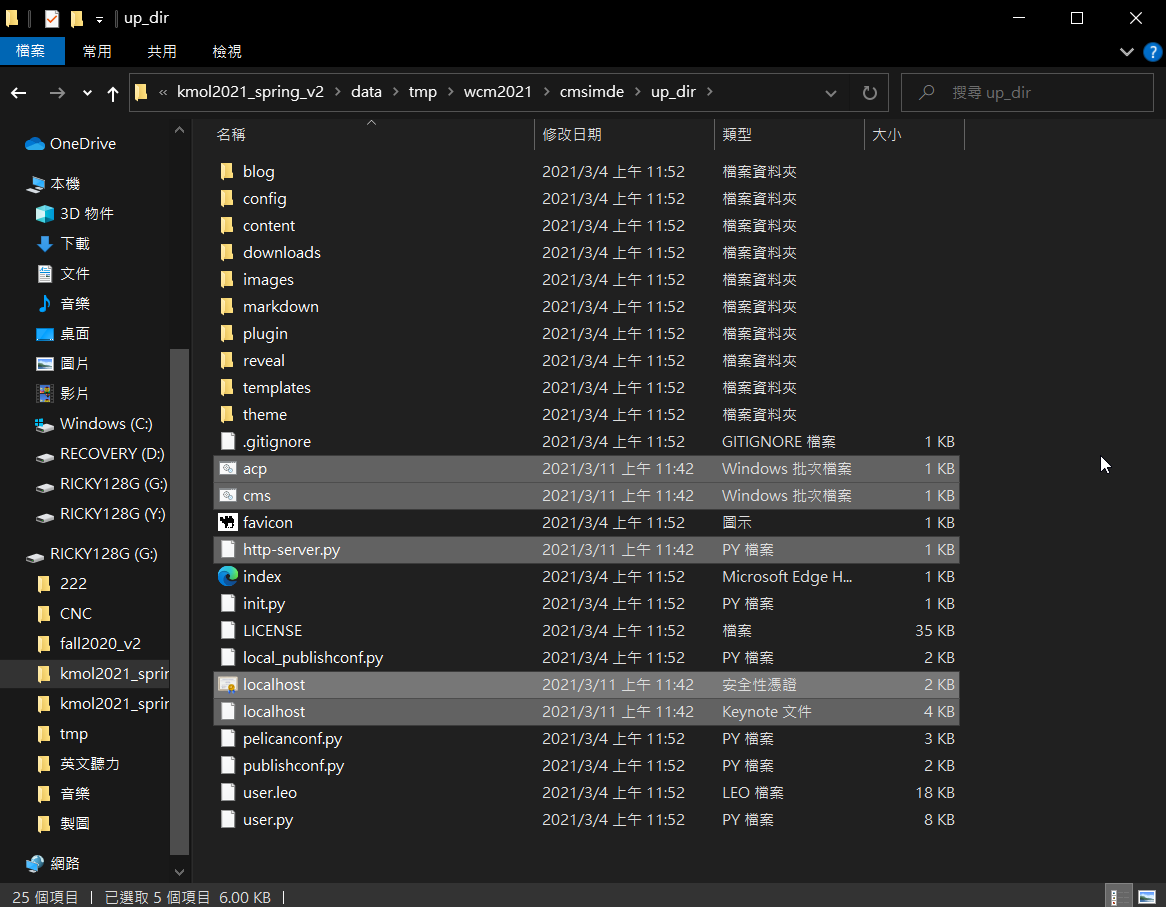 up_dir
檔案 常用 共用 檢視
« kmol2021_spring_v2 > data > tmp > wcm2021 > cmsimde > up_dir > 搜尋 up_dir
名稱 修改日期 類型 大小
OneDrive
本機
3D 物件
下載
文件
音樂
桌面
圖片
影片
Windows (C:)
RECOVERY (D:)
RICKY128G (G:)
RICKY128G (Y:)
RICKY128G (G:)
222
CNC
fall2020_v2
kmol2021_sprin
kmol2021_sprin
tmp
英文聽力
音樂
製圖
網路
blog 2021/3/4 上午 11:52 檔案資料夾
config 2021/3/4 上午 11:52 檔案資料夾
content 2021/3/4 上午 11:52 檔案資料夾
downloads 2021/3/4 上午 11:52 檔案資料夾
images 2021/3/4 上午 11:52 檔案資料夾
markdown 2021/3/4 上午 11:52 檔案資料夾
plugin 2021/3/4 上午 11:52 檔案資料夾
reveal 2021/3/4 上午 11:52 檔案資料夾
templates 2021/3/4 上午 11:52 檔案資料夾
theme 2021/3/4 上午 11:52 檔案資料夾
.gitignore 2021/3/4 上午 11:52 GITIGNORE 檔案 1 KB
acp 2021/3/11 上午 11:42 Windows 批次檔案 1 KB
cms 2021/3/11 上午 11:42 Windows 批次檔案 1 KB
favicon 2021/3/4 上午 11:52 圖示 1 KB
http-server.py 2021/3/11 上午 11:42 PY 檔案 1 KB
index 2021/3/4 上午 11:52 Microsoft Edge H... 1 KB
init.py 2021/3/4 上午 11:52 PY 檔案 1 KB
LICENSE 2021/3/4 上午 11:52 檔案 35 KB
local_publishconf.py 2021/3/4 上午 11:52 PY 檔案 2 KB
localhost 2021/3/11 上午 11:42 安全性憑證 2 KB
localhost 2021/3/11 上午 11:42 Keynote 文件 4 KB
pelicanconf.py 2021/3/4 上午 11:52 PY 檔案 3 KB
publishconf.py 2021/3/4 上午 11:52 PY 檔案 2 KB
user.leo 2021/3/4 上午 11:52 LEO 檔案 18 KB
user.py 2021/3/4 上午 11:52 PY 檔案 8 KB
25 個項目 | 已選取 5 個項目 6.00 KB |